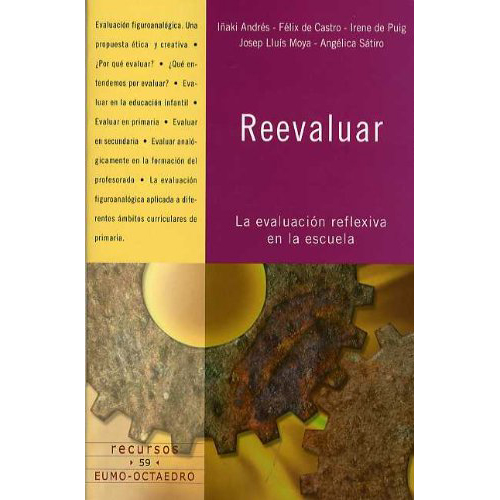 Evaluación figuroanalógica. Una
propuesta ética y creativa. •
¿Por qué evaluar? • ¿Qué en-
tendemos por evaluar? • Eva-
luar en la educación infantil •
Evaluar en primaria • Evaluar
en secundaria • Evaluar analó-
gicamente en la formación del
profesorado • La evaluación
figuroanalógica aplicada a dife-
rentes ámbitos curriculares de
primaria.
Iñaki Andrés - Félix de Castro - Irene de Puig
Josep Lluís Moya - Angélica Sátiro
Reevaluar
La evaluación reflexiva
en la escuela
recursos
59
EUMO-OCTAEDRO